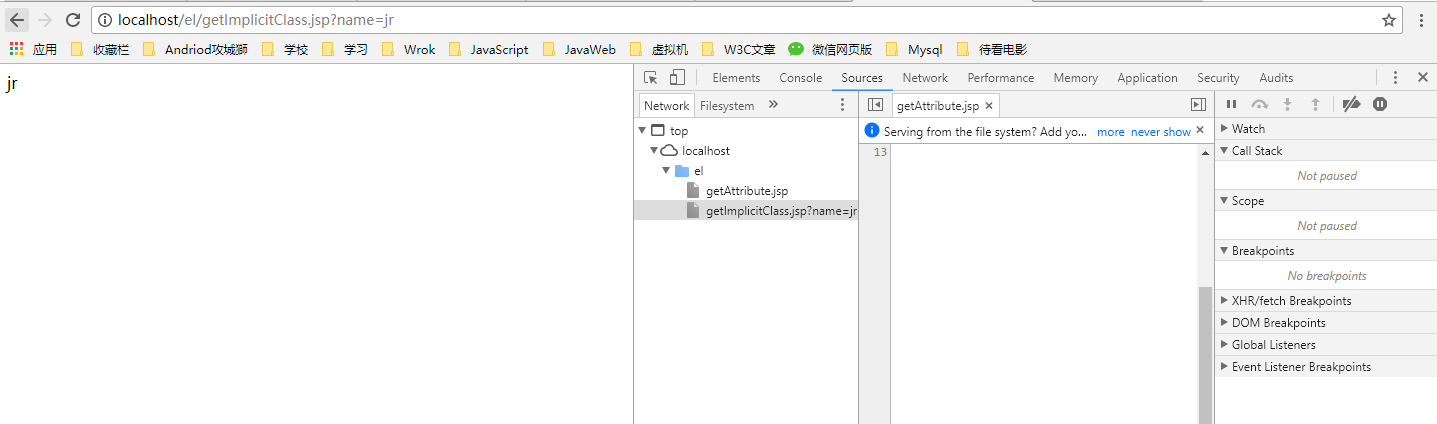 localhost/el/getImplicitClass.jsp?name=jr
应用 收藏栏 Andriod攻城狮 学校 学习 Wrok JavaScript JavaWeb 虚拟机 W3C文章 微信网页版 Mysql 待看电影
jr
Elements Console Sources Network Performance Memory Application Security Audits
Network Filesystem »
top
localhost
el
getAttribute.jsp
getImplicitClass.jsp?name=jr
getAttribute.jsp
Serving from the file system? Add yo... more never show
13
Watch
Call Stack
Not paused
Scope
Not paused
Breakpoints
No breakpoints
XHR/fetch Breakpoints
DOM Breakpoints
Global Listeners
Event Listener Breakpoints